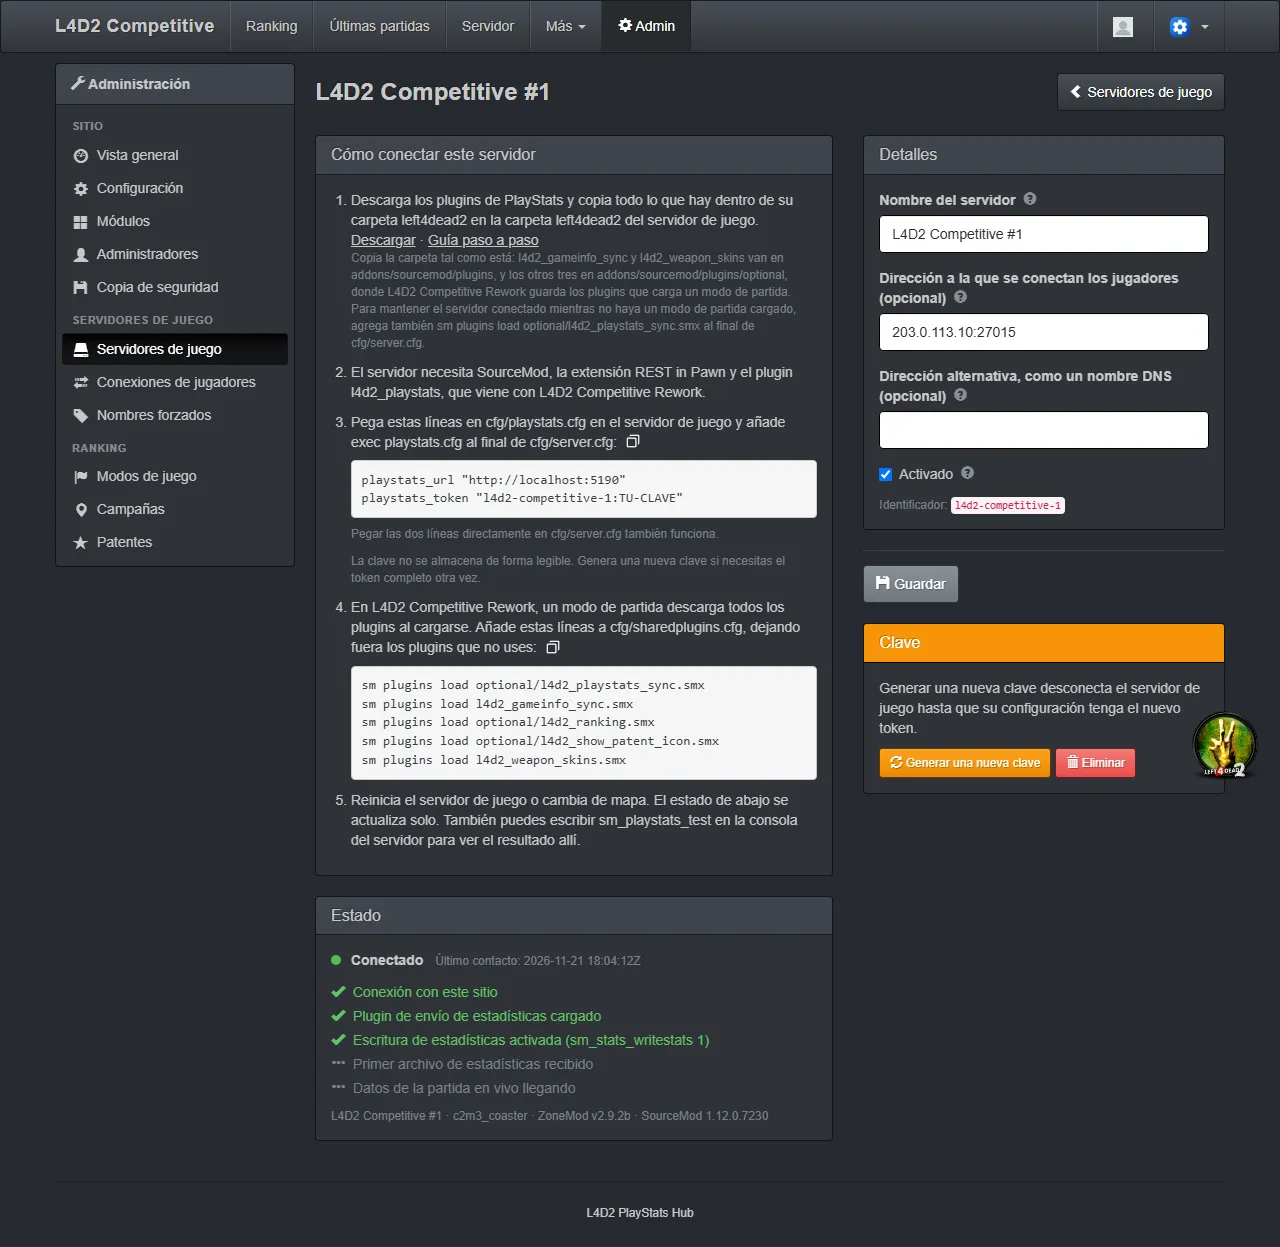 L4D2 Competitive
Ranking
Últimas partidas
Servidor
Más
Admin
Administración
SITIO
Vista general
Configuración
Módulos
Administradores
Copia de seguridad
SERVIDORES DE JUEGO
Servidores de juego
Conexiones de jugadores
Nombres forzados
RANKING
Modos de juego
Campañas
Patentes
L4D2 Competitive #1
Servidores de juego
Cómo conectar este servidor
1. Descarga los plugins de PlayStats y copia todo lo que hay dentro de su
carpeta left4dead2 en la carpeta left4dead2 del servidor de juego.
Descargar · Guía paso a paso
Copia la carpeta tal como está: l4d2_gameinfo_sync y l4d2_weapon_skins van en
addons/sourcemod/plugins, y los otros tres en addons/sourcemod/plugins/optional,
donde L4D2 Competitive Rework guarda los plugins que carga un modo de partida.
Para mantener el servidor conectado mientras no haya un modo de partida cargado,
agrega también sm plugins load optional/l4d2_playstats_sync.smx al final de
cfg/server.cfg.
2. El servidor necesita SourceMod, la extensión REST in Pawn y el plugin
l4d2_playstats, que viene con L4D2 Competitive Rework.
3. Pega estas líneas en cfg/playstats.cfg en el servidor de juego y añade
exec playstats.cfg al final de cfg/server.cfg:
playstats_url "http://localhost:5190"
playstats_token "l4d2-competitive-1:TU-CLAVE"
Pegar las dos líneas directamente en cfg/server.cfg también funciona.
La clave no se almacena de forma legible. Genera una nueva clave si necesitas el
token completo otra vez.
4. En L4D2 Competitive Rework, un modo de partida descarga todos los
plugins al cargarse. Añade estas líneas a cfg/sharedplugins.cfg, dejando
fuera los plugins que no uses:
sm plugins load optional/l4d2_playstats_sync.smx
sm plugins load l4d2_gameinfo_sync.smx
sm plugins load optional/l4d2_ranking.smx
sm plugins load optional/l4d2_show_patent_icon.smx
sm plugins load l4d2_weapon_skins.smx
5. Reinicia el servidor de juego o cambia de mapa. El estado de abajo se
actualiza solo. También puedes escribir sm_playstats_test en la consola
del servidor para ver el resultado allí.
Estado
Conectado Último contacto: 2026-11-21 18:04:12Z
Conexión con este sitio
Plugin de envío de estadísticas cargado
Escritura de estadísticas activada (sm_stats_writestats 1)
Primer archivo de estadísticas recibido
Datos de la partida en vivo llegando
L4D2 Competitive #1 · c2m3_coaster · ZoneMod v2.9.2b · SourceMod 1.12.0.7230
Detalles
Nombre del servidor
L4D2 Competitive #1
Dirección a la que se conectan los jugadores
(opcional)
203.0.113.10:27015
Dirección alternativa, como un nombre DNS
(opcional)
Activado
Identificador: l4d2-competitive-1
Guardar
Clave
Generar una nueva clave desconecta el servidor de
juego hasta que su configuración tenga el nuevo
token.
Generar una nueva clave
Eliminar
LEFT 4 DEAD 2
L4D2 PlayStats Hub